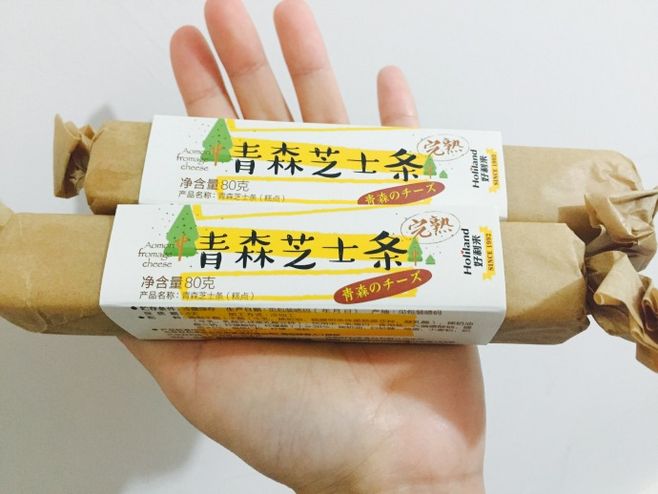 Aomori
fromage
cheese
青森芝士条
完熟
净含量80克
产品名称：青森芝士条（糕点）
青森のチーズ
Holiland
好利来
SINCE 1992
Aomori
fromage
cheese
青森芝士条
完熟
净含量80克
产品名称：青森芝士条（糕点）
青森のチーズ
Holiland
好利来
SINCE 1992